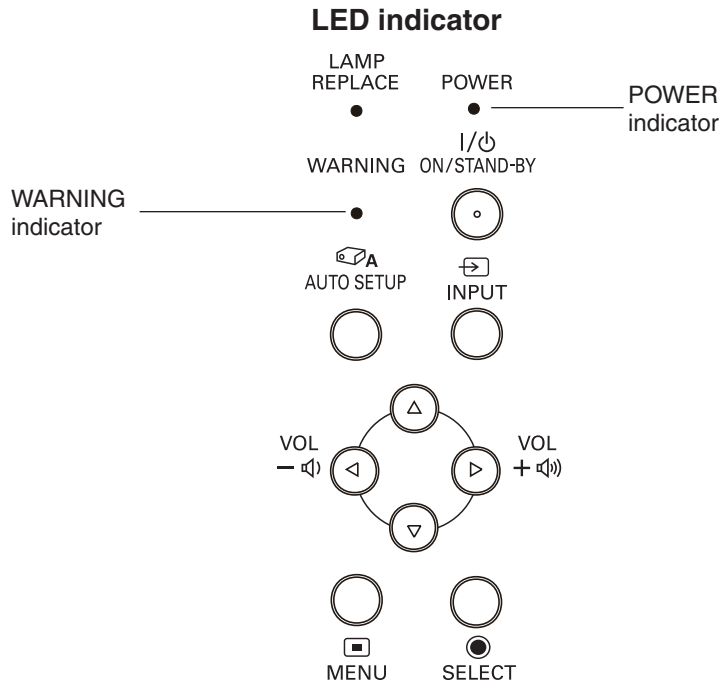 LED indicator
LAMP
REPLACE
POWER
POWER
indicator
WARNING
I/⏻
ON/STAND-BY
WARNING
indicator
A
AUTO SETUP
INPUT
VOL
−
VOL
+
MENU
SELECT